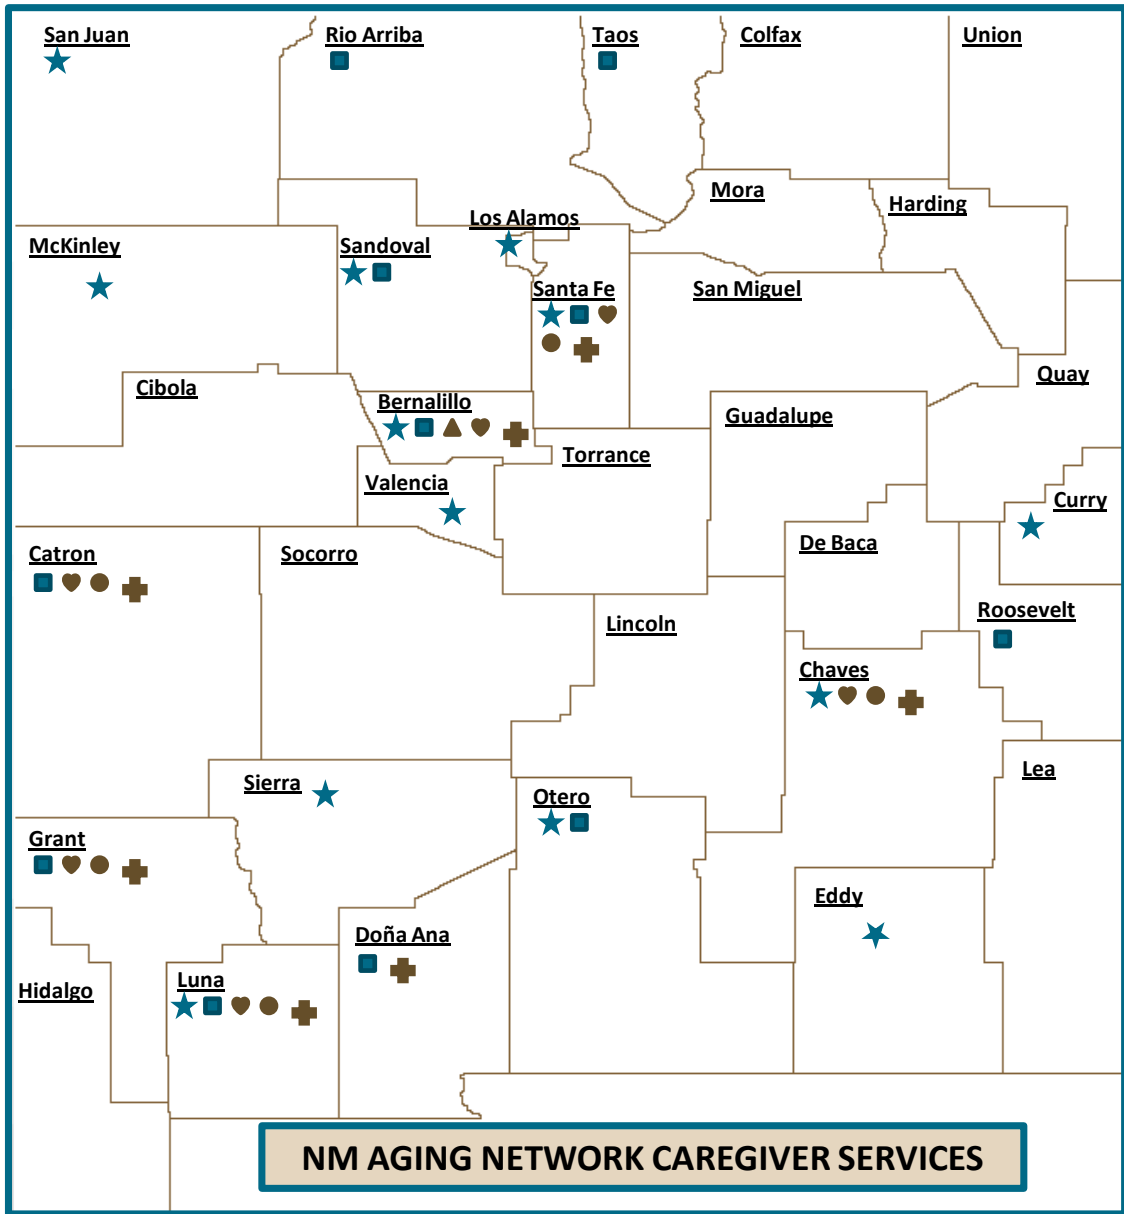 San Juan
Rio Arriba
Taos
Colfax
Union
Mora
Harding
Los Alamos
McKinley
Sandoval
Santa Fe
San Miguel
Cibola
Quay
Bernalillo
Guadalupe
Torrance
Valencia
Curry
Catron
Socorro
De Baca
Roosevelt
Lincoln
Chaves
Lea
Sierra
Otero
Grant
Eddy
Doña Ana
Luna
Hidalgo
NM AGING NETWORK CAREGIVER SERVICES